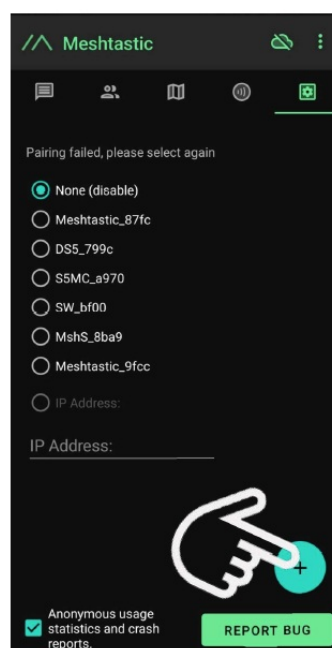 Meshtastic
Pairing failed, please select again
None (disable)
Meshtastic_87fc
DS5_799c
S5MC_a970
SW_bf00
MshS_8ba9
Meshtastic_9fcc
IP Address:
IP Address:
+
Anonymous usage
statistics and crash
reports.
REPORT BUG